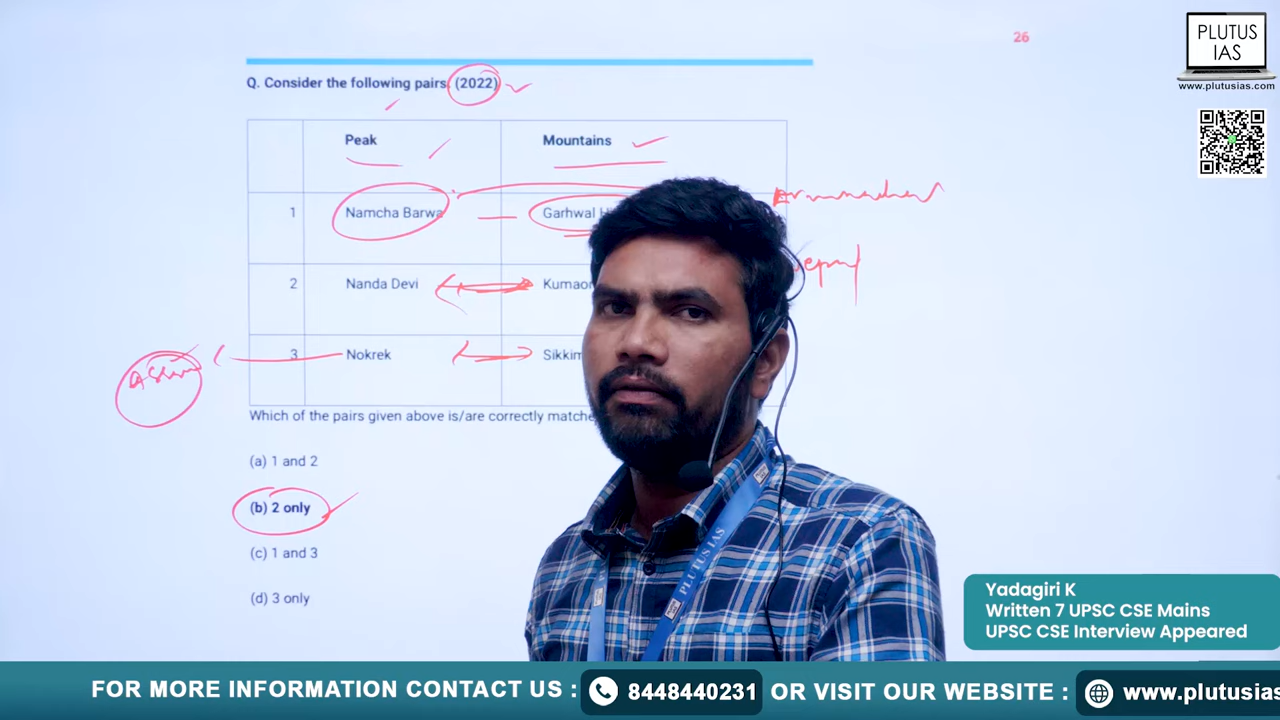 26
PLUTUS
IAS
www.plutusias.com
Q. Consider the following pairs (2022)
Peak Mountains
1 Namcha Barwa Garhwal
2 Nanda Devi
3 Nokrek Sikkim
Which of the pairs given above is/are correctly
(a) 1 and 2
(b) 2 only
(c) 1 and 3
(d) 3 only
PLUTUS IAS
Yadagiri K
Written 7 UPSC CSE Mains
UPSC CSE Interview Appeared
FOR MORE INFORMATION CONTACT US : 8448440231 OR VISIT OUR WEBSITE : www.plutusias